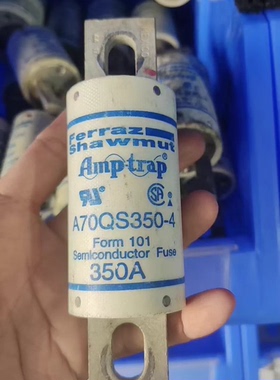 Ferraz
Shawmut
Amp-trap
A70QS350-4
Form 101
Semiconductor Fuse
350A